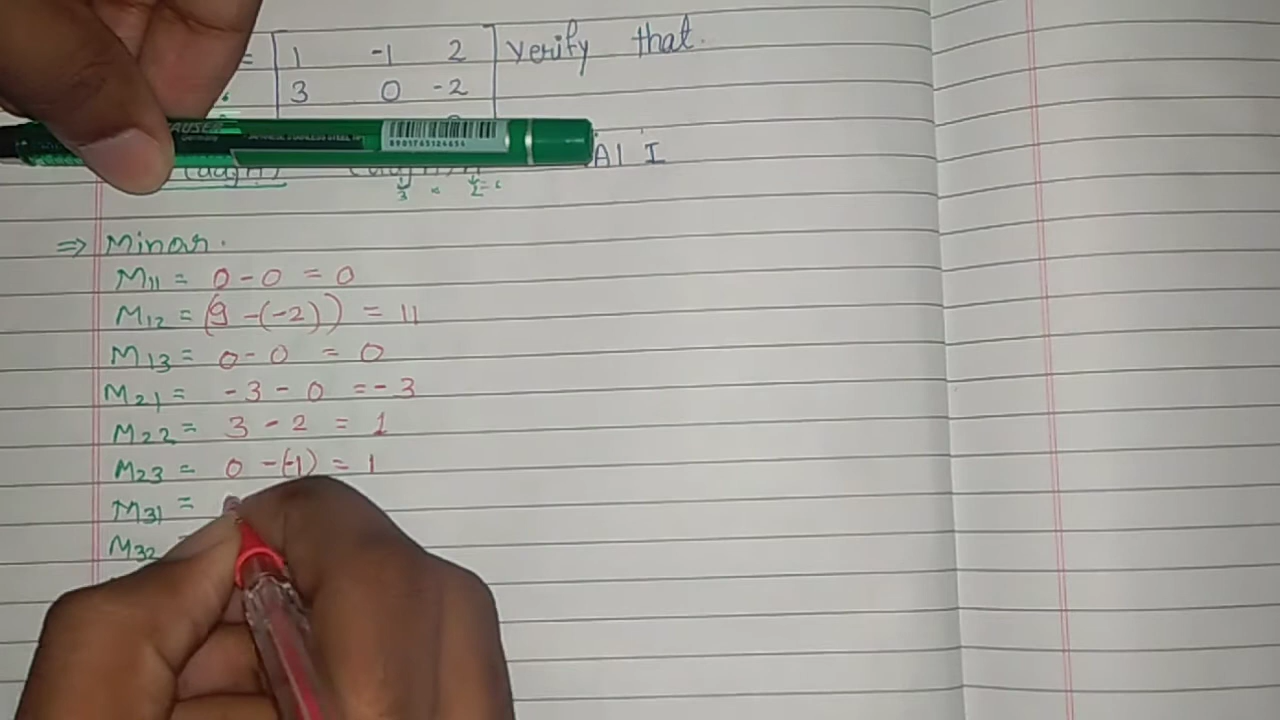 = 1 -1 2 verify that.
3 0 -2
8901765124654
A| I
⇒ Minor.
M11 = 0 - 0 = 0
M12 = (9 -(-2)) = 11
M13 = 0 - 0 = 0
M21 = -3 - 0 = -3
M22 = 3 - 2 = 1
M23 = 0 -(-1) = 1
M31 =
M32